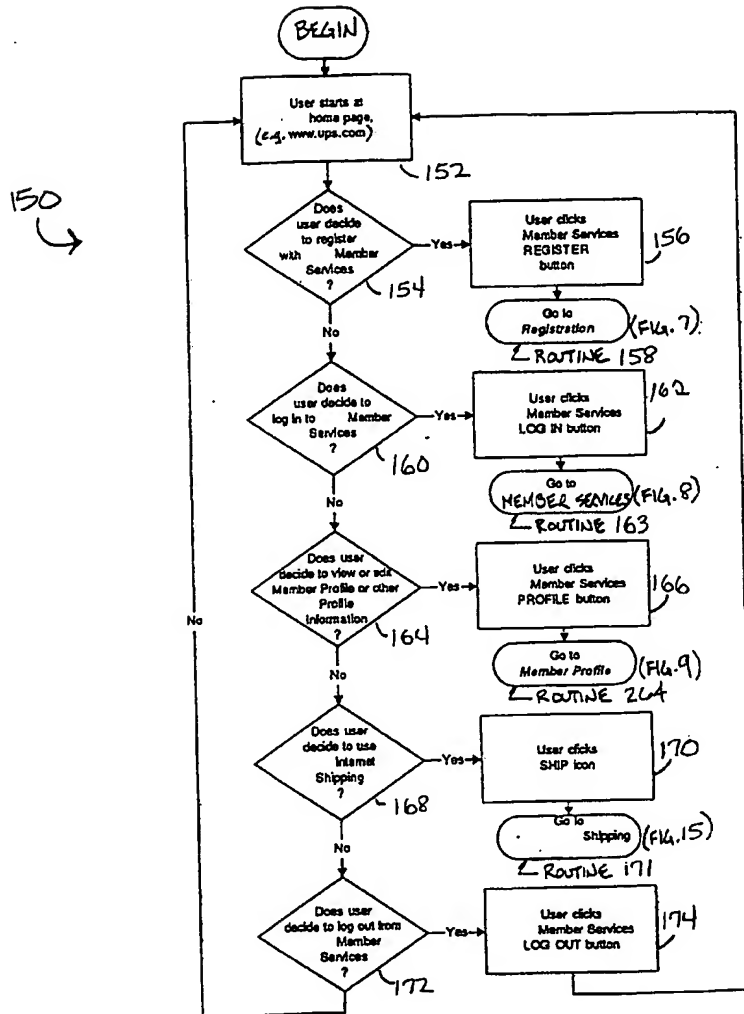 BEGIN
User starts at
home page,
(e.g. www.ups.com)
152
150
Does
user decide
to register
with Member
Services
?
154
Yes
User clicks
Member Services
REGISTER
button
156
Go to
Registration
(FIG. 7)
ROUTINE 158
No
Does
user decide to
log in to Member
Services
?
160
Yes
User clicks
Member Services
LOG IN button
162
Go to
MEMBER SERVICES
(FIG. 8)
ROUTINE 163
No
Does user
decide to view or edit
Member Profile or other
Profile
Information
?
164
Yes
User clicks
Member Services
PROFILE button
166
Go to
Member Profile
(FIG. 9)
ROUTINE 264
No
No
Does user
decide to use
Internet
Shipping
?
168
Yes
User clicks
SHIP icon
170
Go to
Shipping
(FIG. 15)
ROUTINE 171
No
Does user
decide to log out from
Member
Services
?
172
Yes
User clicks
Member Services
LOG OUT button
174